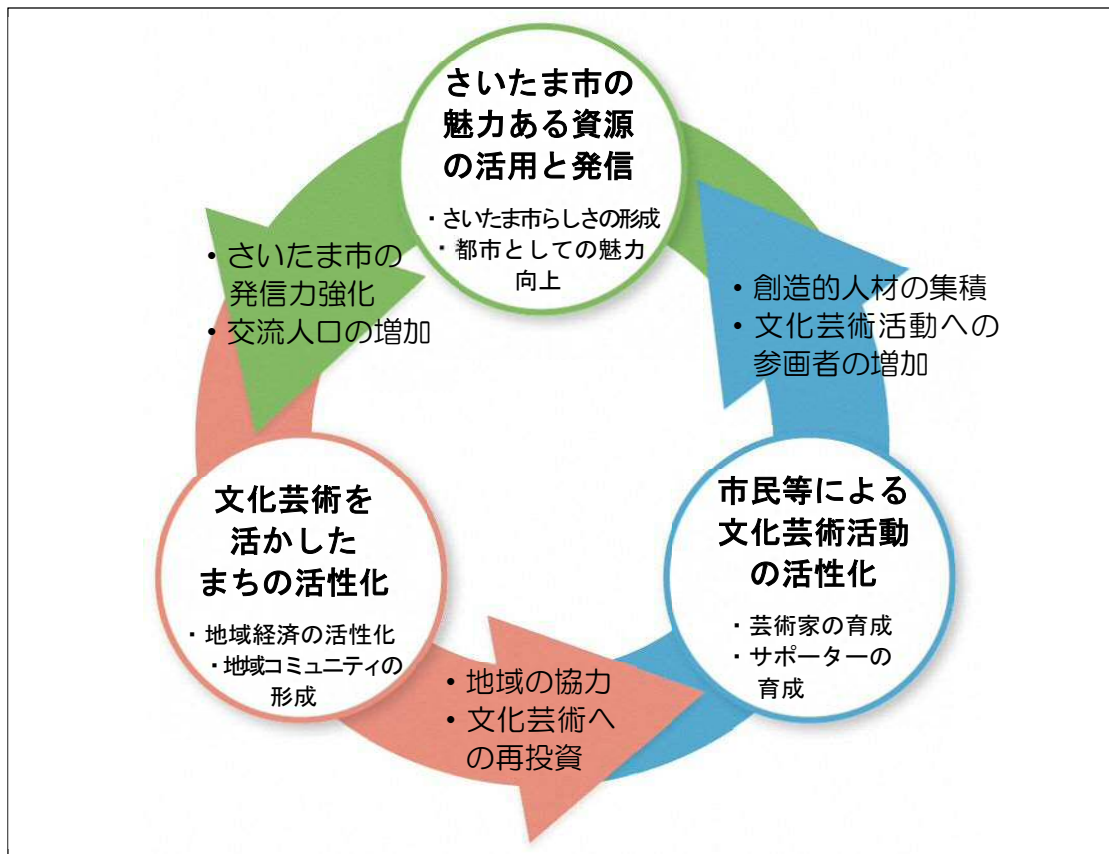 さいたま市の
魅力ある資源
の活用と発信
・さいたま市らしさの形成
・都市としての魅力
向上
・さいたま市の
発信力強化
・交流人口の増加
・創造的人材の集積
・文化芸術活動への
参画者の増加
文化芸術を
活かした
まちの活性化
・地域経済の活性化
・地域コミュニティの
形成
市民等による
文化芸術活動
の活性化
・芸術家の育成
・サポーターの
育成
・地域の協力
・文化芸術へ
の再投資